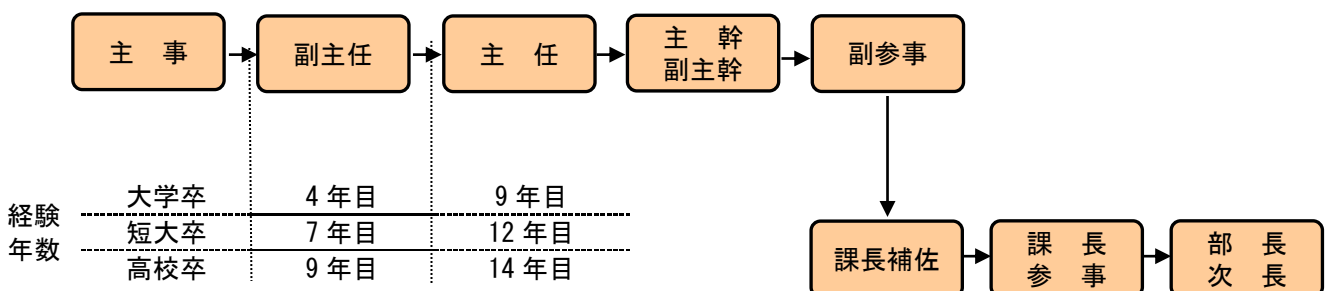 主　事
副主任
主　任
主　幹
副主幹
副参事
経験
年数
大学卒 4 年目 9 年目
短大卒 7 年目 12 年目
高校卒 9 年目 14 年目
課長補佐
課　長
参　事
部　長
次　長